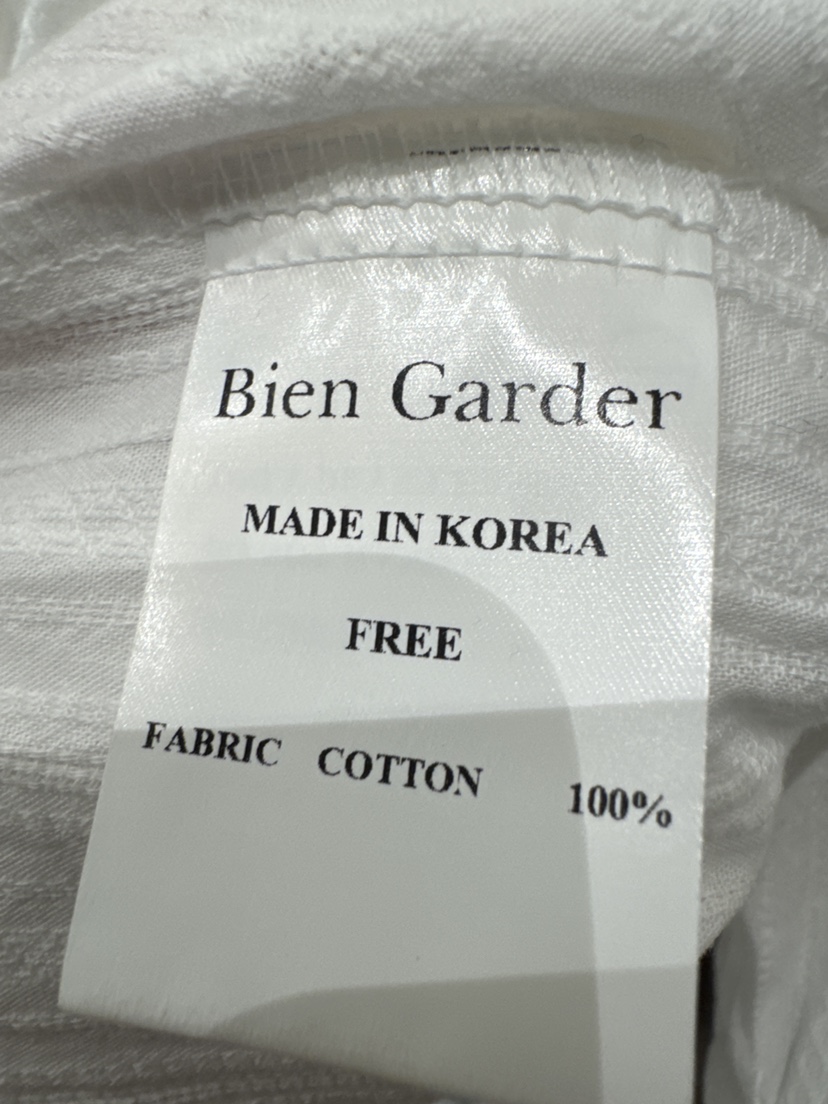 Bien Garder
MADE IN KOREA
FREE
FABRIC COTTON 100%